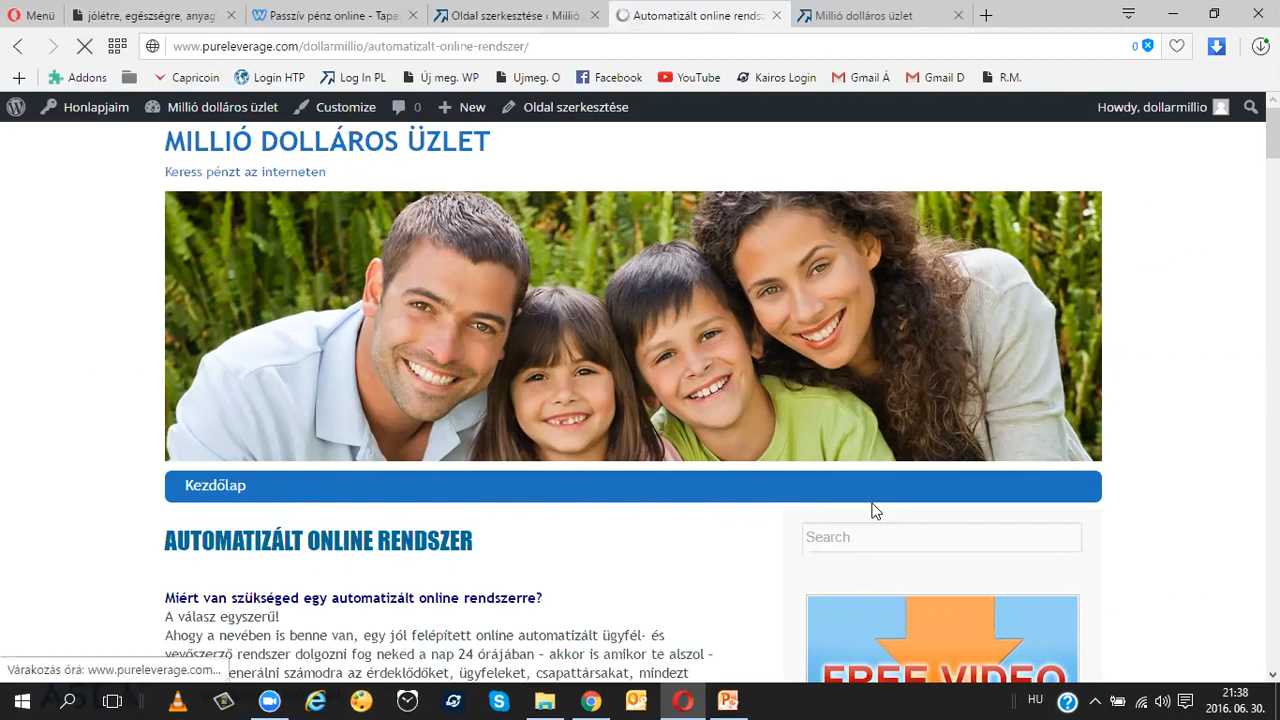 Menü
jólétre, egészségre, anyag
Passzív pénz online - Tapa
Oldal szerkesztése ‹ Millió
Automatizált online rendsz
Millió dolláros üzlet
www.pureleverage.com/dollarmillio/automatizalt-online-rendszer/
0
Addons
Capricoin
Login HTP
Log In PL
Új meg. WP
Ujmeg. O
Facebook
YouTube
Kairos Login
Gmail Á
Gmail D
R.M.
Honlapjaim
Millió dolláros üzlet
Customize
0
New
Oldal szerkesztése
Howdy, dollarmillio
MILLIÓ DOLLÁROS ÜZLET
Keress pénzt az interneten
Kezdőlap
AUTOMATIZÁLT ONLINE RENDSZER
Search
Miért van szükséged egy automatizált online rendszerre?
A válasz egyszerű!
Ahogy a nevében is benne van, egy jól felépített online automatizált ügyfél- és
vevőszerző rendszer dolgozni fog neked a nap 24 órájában – akkor is amikor te alszol –
generálni számodra az érdeklődőket, ügyfeleket, csapattársakat, mindezt
FREE VIDEO
Várakozás óra: www.pureleverage.com...
HU
21:38
2016. 06. 30.